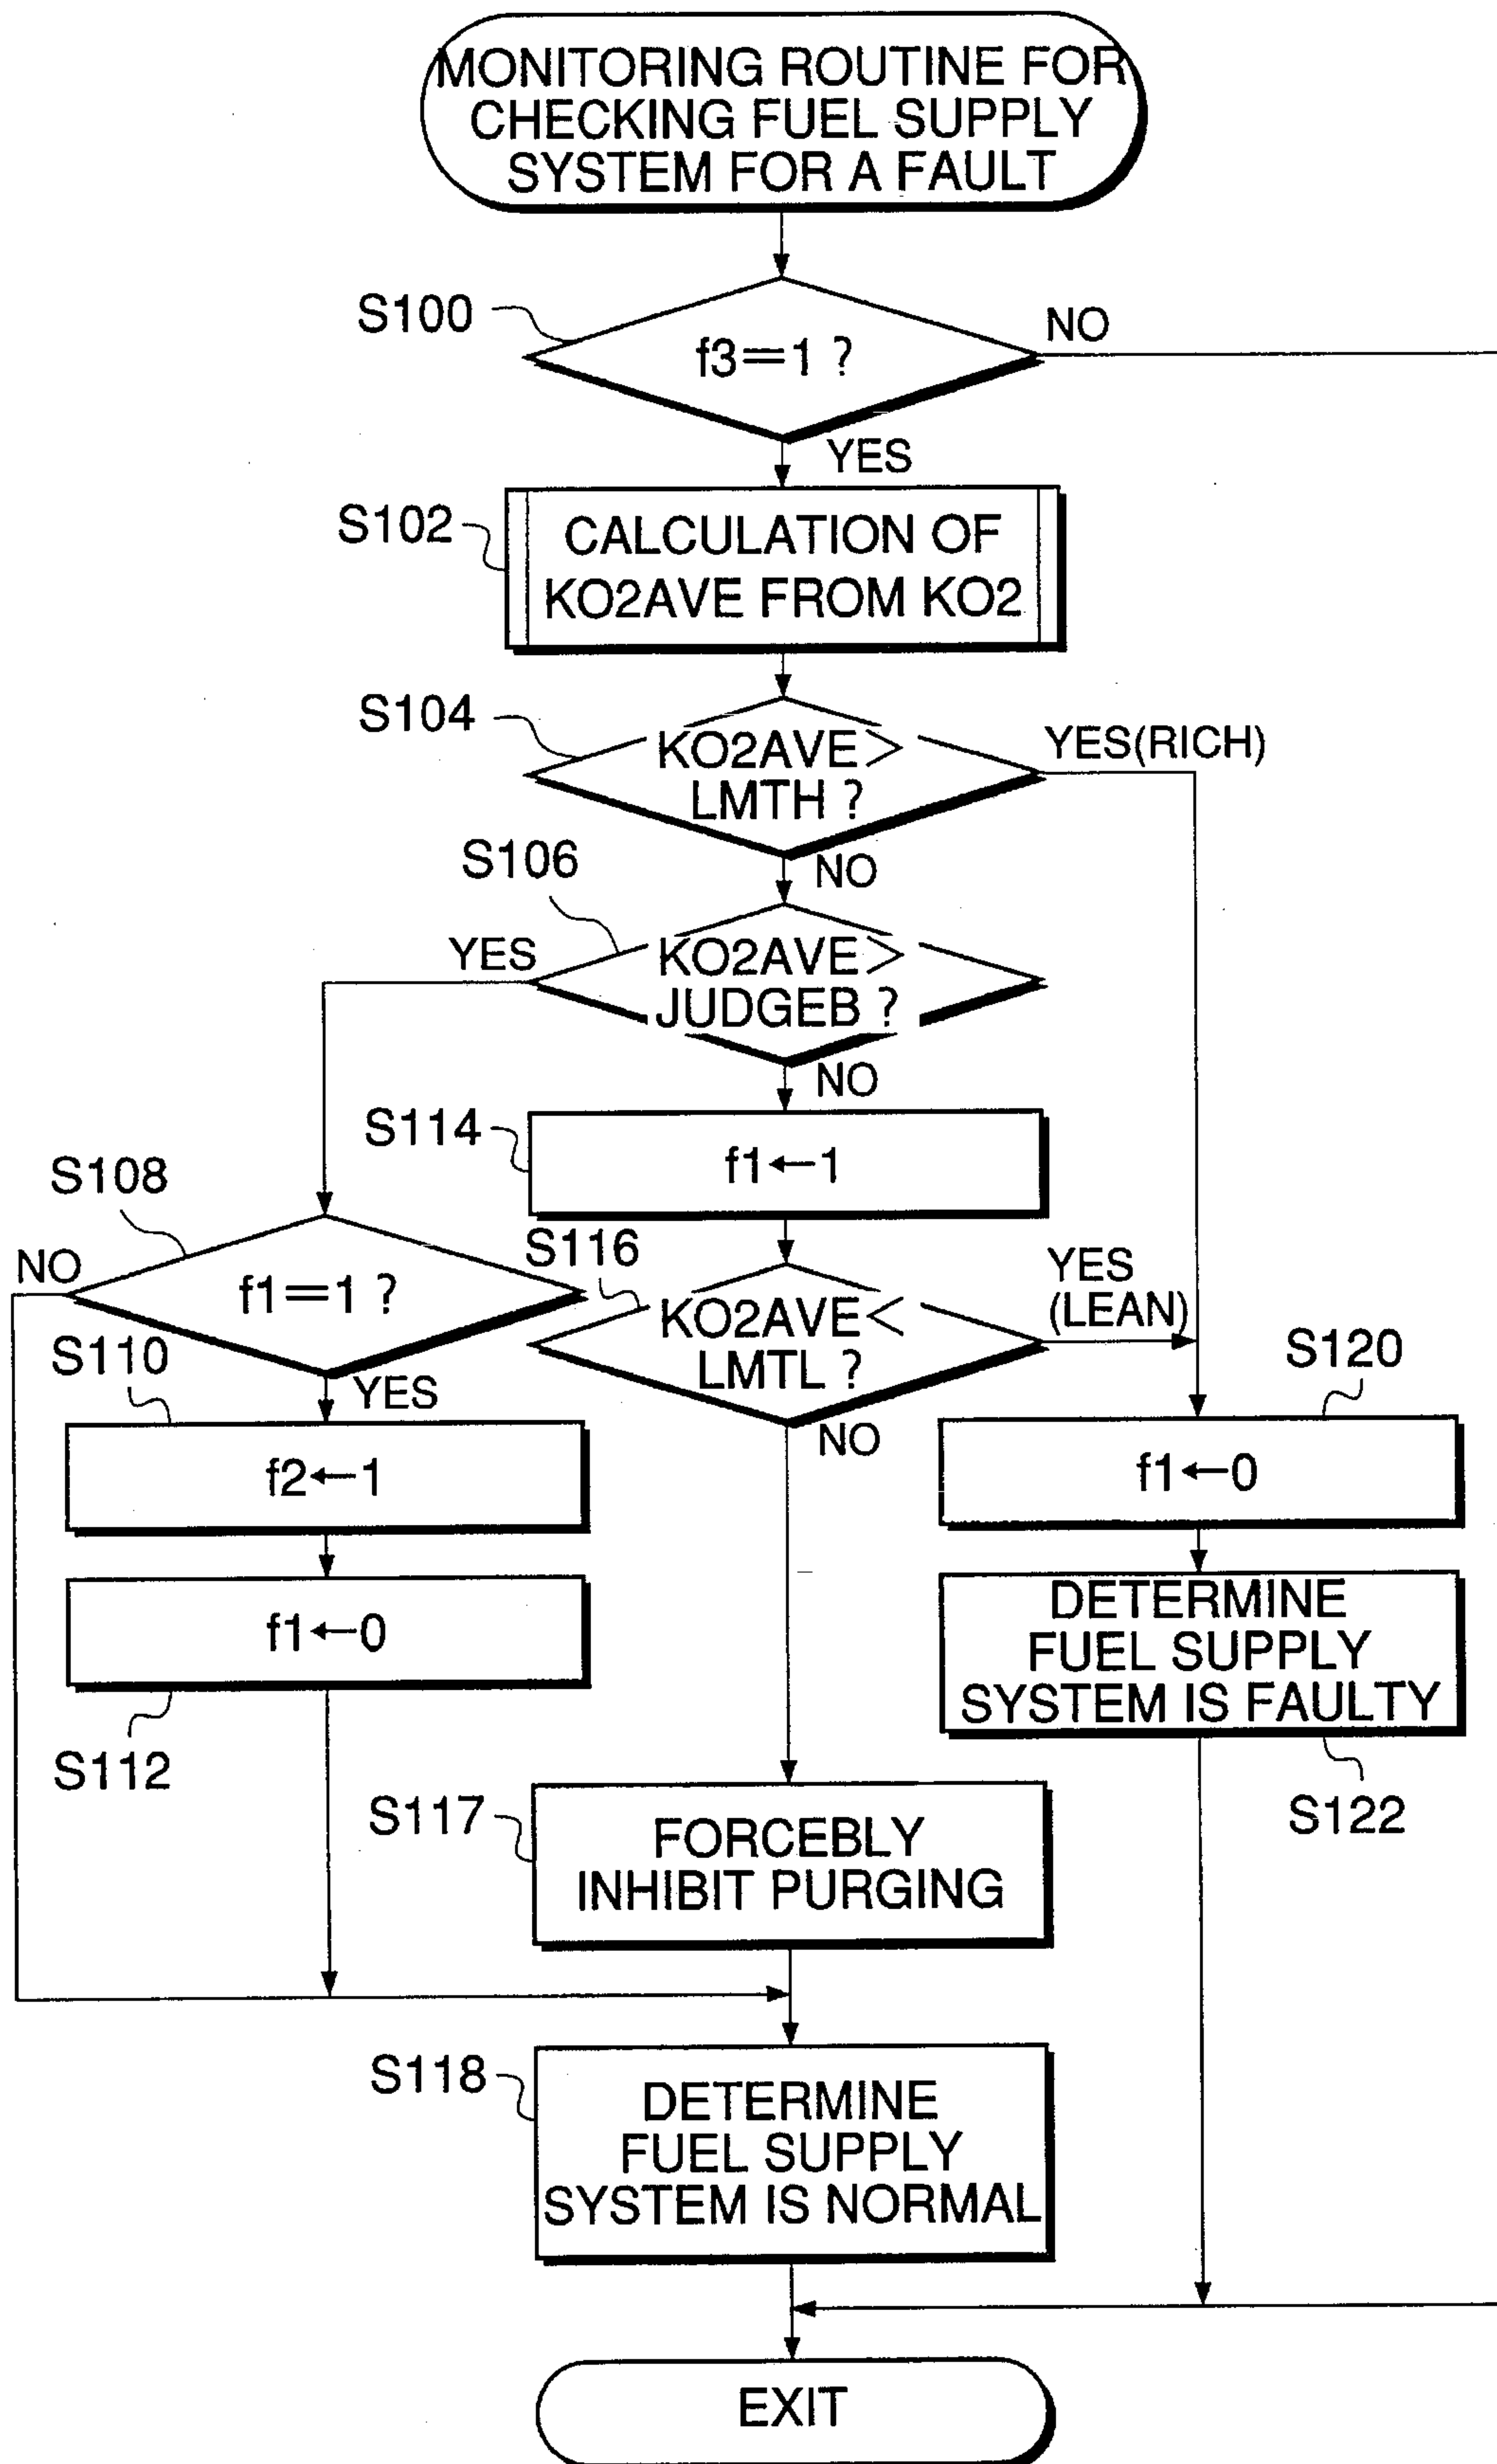 MONITORING ROUTINE FOR
CHECKING FUEL SUPPLY
SYSTEM FOR A FAULT
S100
f3=1 ?
NO
YES
S102
CALCULATION OF
KO2AVE FROM KO2
S104
KO2AVE>
LMTH ?
YES(RICH)
NO
S106
KO2AVE>
JUDGEB ?
YES
NO
S114
f1←1
S108
f1=1 ?
NO
YES
S116
KO2AVE<
LMTL ?
YES
(LEAN)
NO
S110
f2←1
f1←0
S112
S120
f1←0
DETERMINE
FUEL SUPPLY
SYSTEM IS FAULTY
S122
S117
FORCEBLY
INHIBIT PURGING
S118
DETERMINE
FUEL SUPPLY
SYSTEM IS NORMAL
EXIT